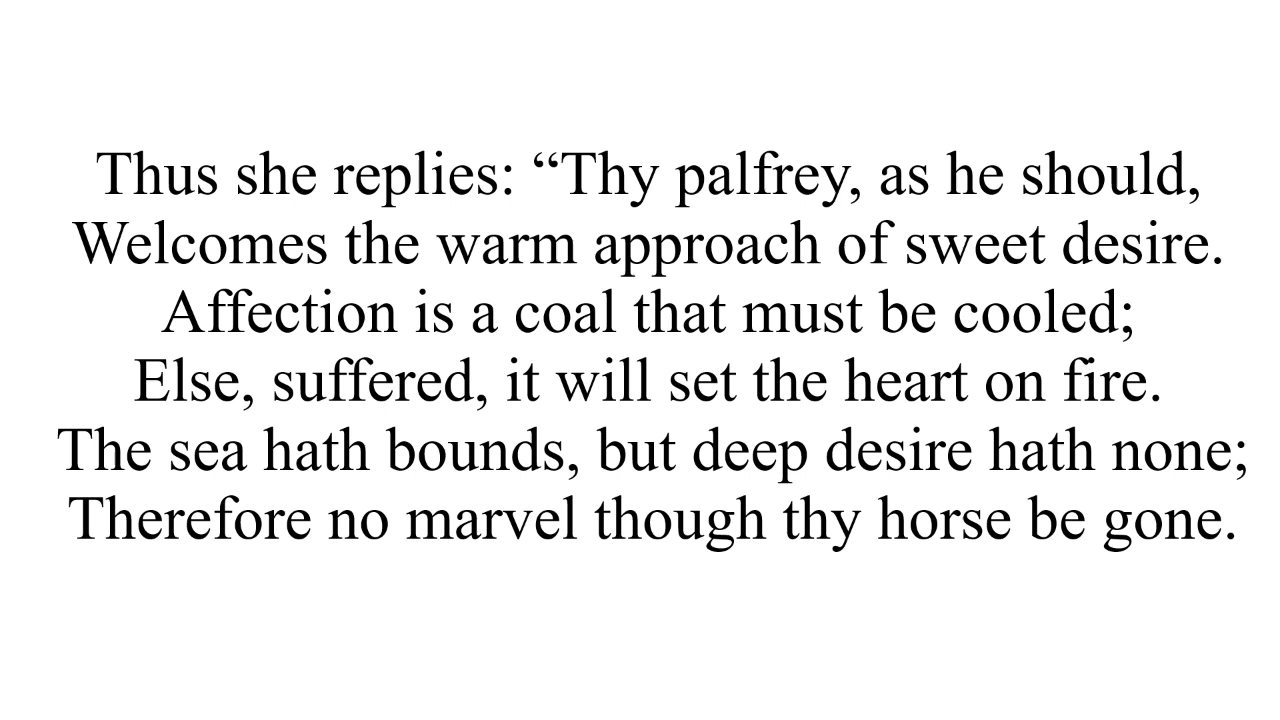 Thus she replies: “Thy palfrey, as he should,
Welcomes the warm approach of sweet desire.
Affection is a coal that must be cooled;
Else, suffered, it will set the heart on fire.
The sea hath bounds, but deep desire hath none;
Therefore no marvel though thy horse be gone.